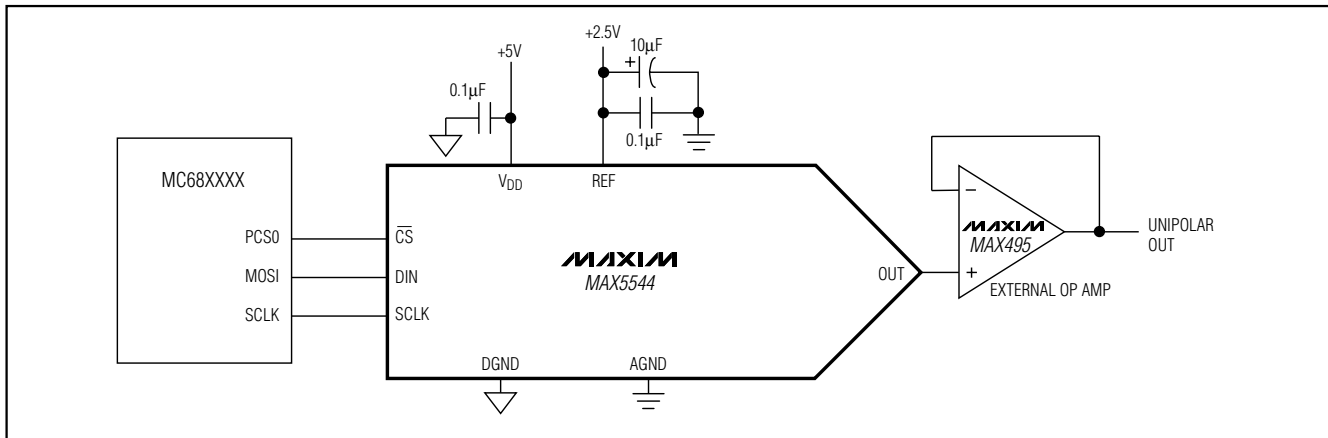 +2.5V
+5V
10µF
+
0.1µF
0.1µF
MC68XXXX
VDD
REF
PCS0
CS
MOSI
DIN
SCLK
SCLK
MAXIM
MAX5544
OUT
DGND
AGND
−
MAXIM
MAX495
+
EXTERNAL OP AMP
UNIPOLAR
OUT